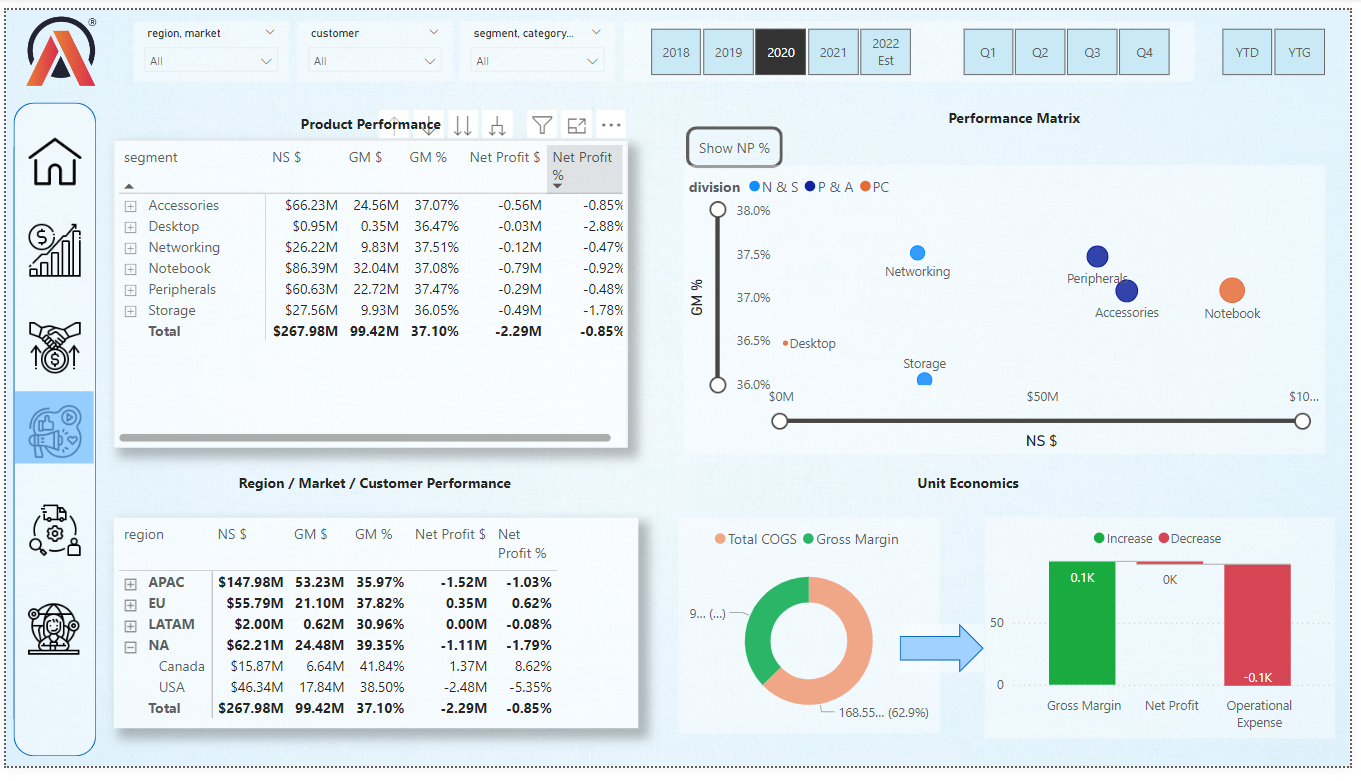 ®
region, market
All
customer
All
segment, category...
All
2018 2019 2020 2021 2022 Est
Q1 Q2 Q3 Q4
YTD YTG
Product Performance
segment NS $ GM $ GM % Net Profit $ Net Profit %
Accessories $66.23M 24.56M 37.07% -0.56M -0.85%
Desktop $0.95M 0.35M 36.47% -0.03M -2.88%
Networking $26.22M 9.83M 37.51% -0.12M -0.47%
Notebook $86.39M 32.04M 37.08% -0.79M -0.92%
Peripherals $60.63M 22.72M 37.47% -0.29M -0.48%
Storage $27.56M 9.93M 36.05% -0.49M -1.78%
Total $267.98M 99.42M 37.10% -2.29M -0.85%
Performance Matrix
Show NP %
division N & S P & A PC
38.0%
37.5%
37.0%
36.5%
36.0%
GM %
Networking
Peripherals
Accessories
Notebook
Desktop
Storage
$0M $50M $10...
NS $
Region / Market / Customer Performance
region NS $ GM $ GM % Net Profit $ Net Profit %
APAC $147.98M 53.23M 35.97% -1.52M -1.03%
EU $55.79M 21.10M 37.82% 0.35M 0.62%
LATAM $2.00M 0.62M 30.96% 0.00M -0.08%
NA $62.21M 24.48M 39.35% -1.11M -1.79%
Canada $15.87M 6.64M 41.84% 1.37M 8.62%
USA $46.34M 17.84M 38.50% -2.48M -5.35%
Total $267.98M 99.42M 37.10% -2.29M -0.85%
Unit Economics
Total COGS Gross Margin
9... (...)
168.55... (62.9%)
Increase Decrease
0.1K
0K
-0.1K
50
0
Gross Margin Net Profit Operational Expense